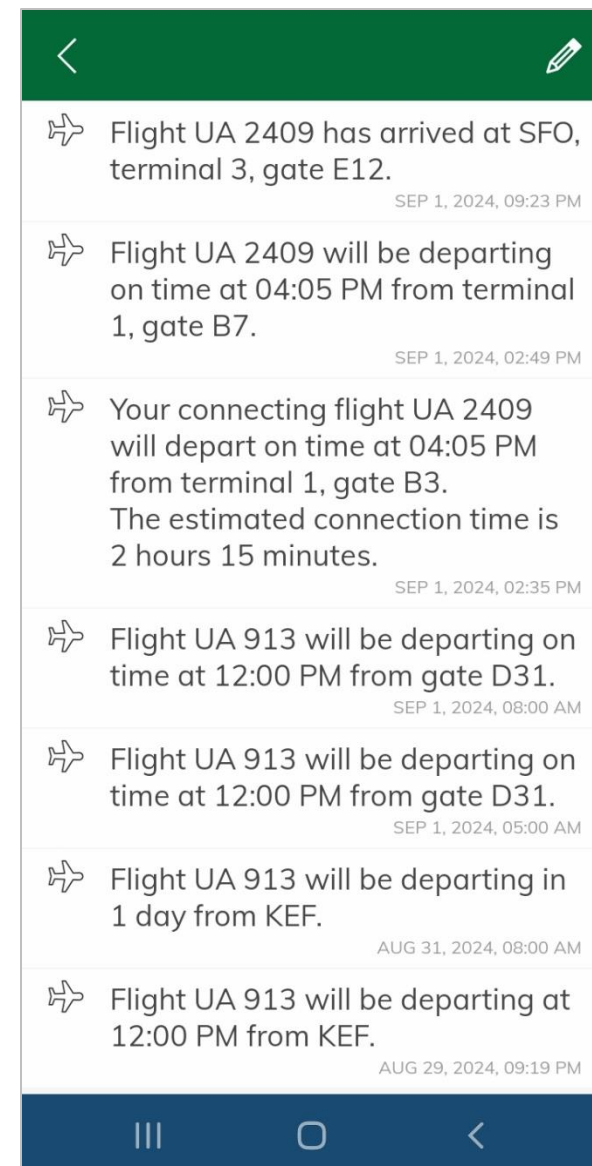 Flight UA 2409 has arrived at SFO,
terminal 3, gate E12.
SEP 1, 2024, 09:23 PM
Flight UA 2409 will be departing
on time at 04:05 PM from terminal
1, gate B7.
SEP 1, 2024, 02:49 PM
Your connecting flight UA 2409
will depart on time at 04:05 PM
from terminal 1, gate B3.
The estimated connection time is
2 hours 15 minutes.
SEP 1, 2024, 02:35 PM
Flight UA 913 will be departing on
time at 12:00 PM from gate D31.
SEP 1, 2024, 08:00 AM
Flight UA 913 will be departing on
time at 12:00 PM from gate D31.
SEP 1, 2024, 05:00 AM
Flight UA 913 will be departing in
1 day from KEF.
AUG 31, 2024, 08:00 AM
Flight UA 913 will be departing at
12:00 PM from KEF.
AUG 29, 2024, 09:19 PM